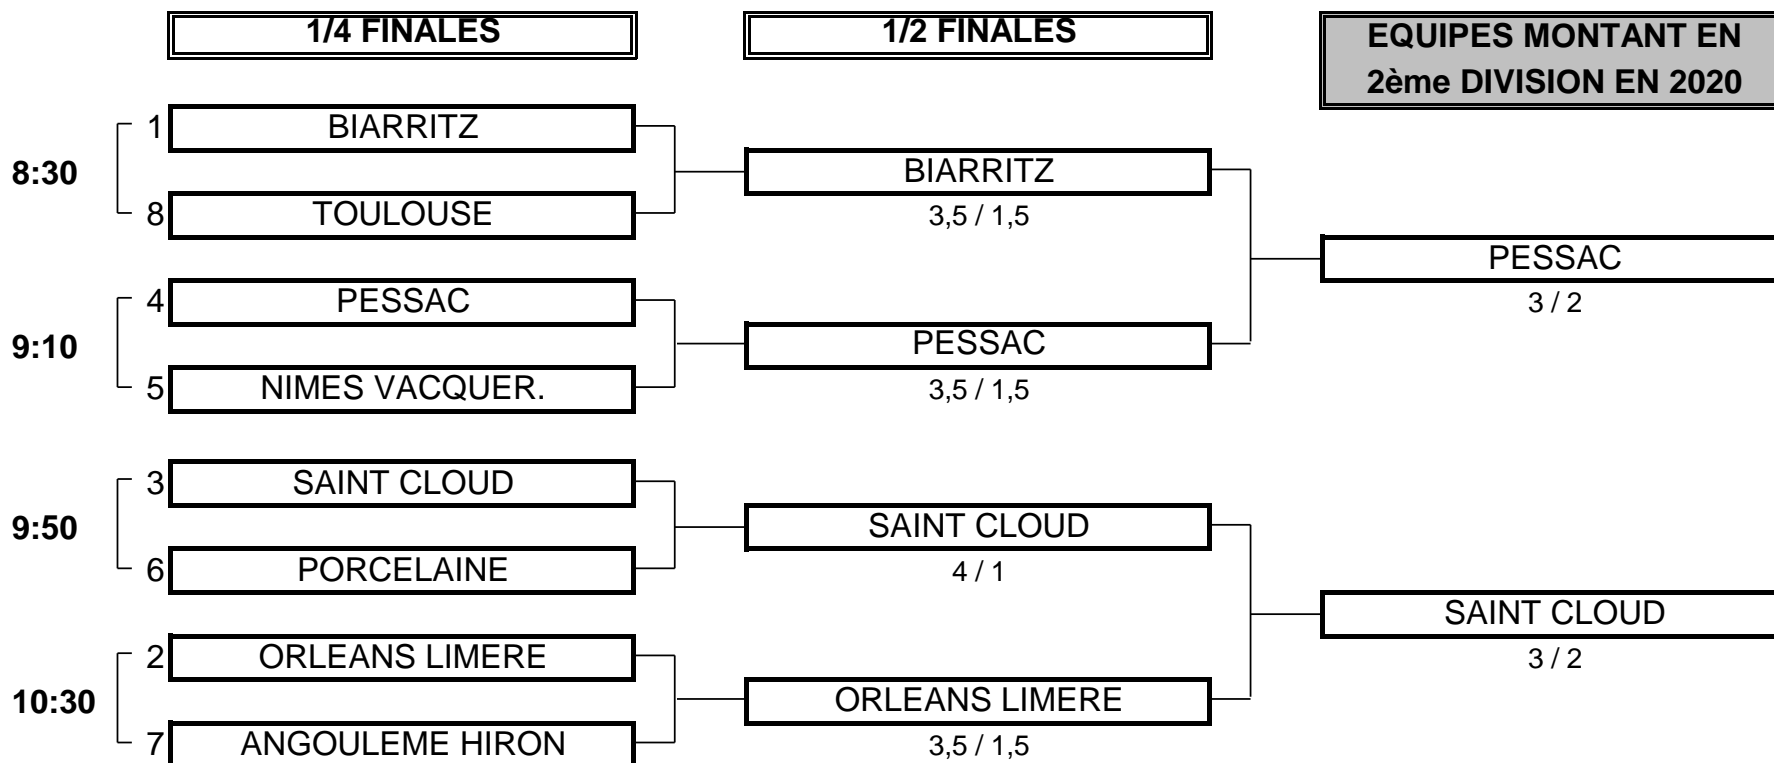 1/4 FINALES
1/2 FINALES
EQUIPES MONTANT EN
2ème DIVISION EN 2020
8:30
1 BIARRITZ
8 TOULOUSE
BIARRITZ
3,5 / 1,5
9:10
4 PESSAC
5 NIMES VACQUER.
PESSAC
3,5 / 1,5
PESSAC
3 / 2
9:50
3 SAINT CLOUD
6 PORCELAINE
SAINT CLOUD
4 / 1
10:30
2 ORLEANS LIMERE
7 ANGOULEME HIRON
ORLEANS LIMERE
3,5 / 1,5
SAINT CLOUD
3 / 2